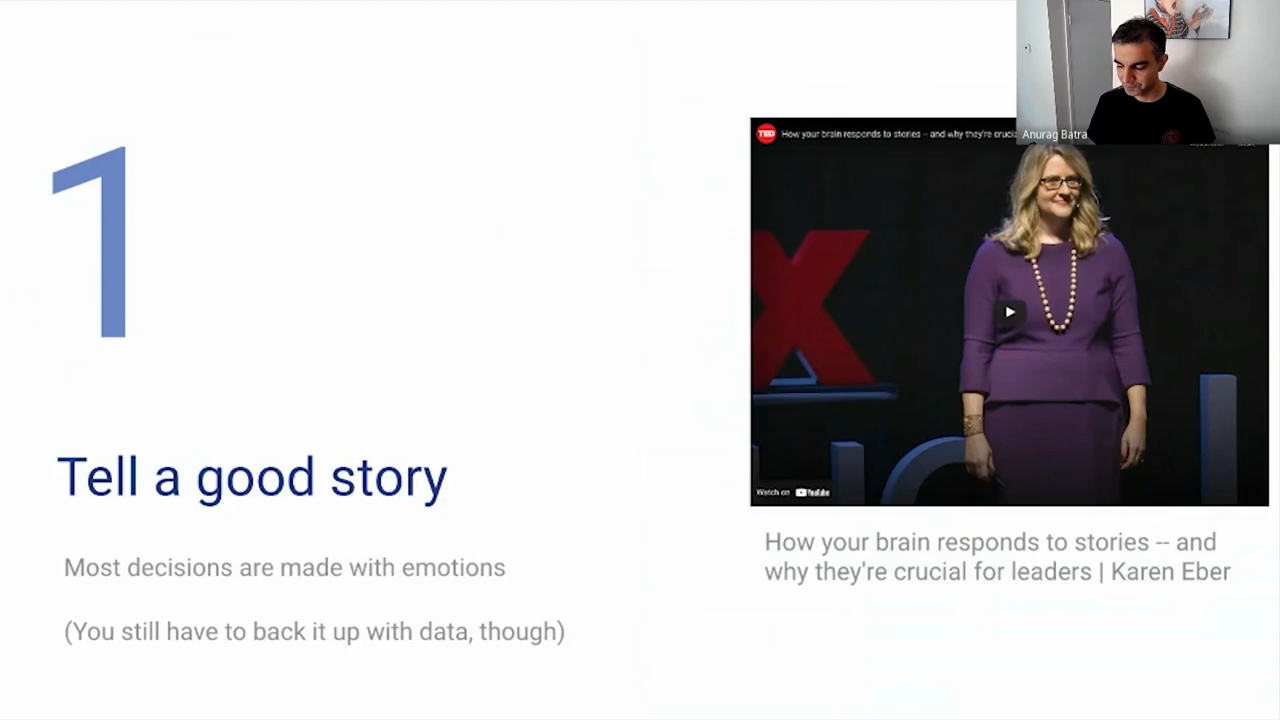 1
Tell a good story
Most decisions are made with emotions
(You still have to back it up with data, though)
Anurag Batra
TED
How your brain responds to stories -- and why they're crucia
X
Watch on YouTube
How your brain responds to stories -- and
why they're crucial for leaders | Karen Eber